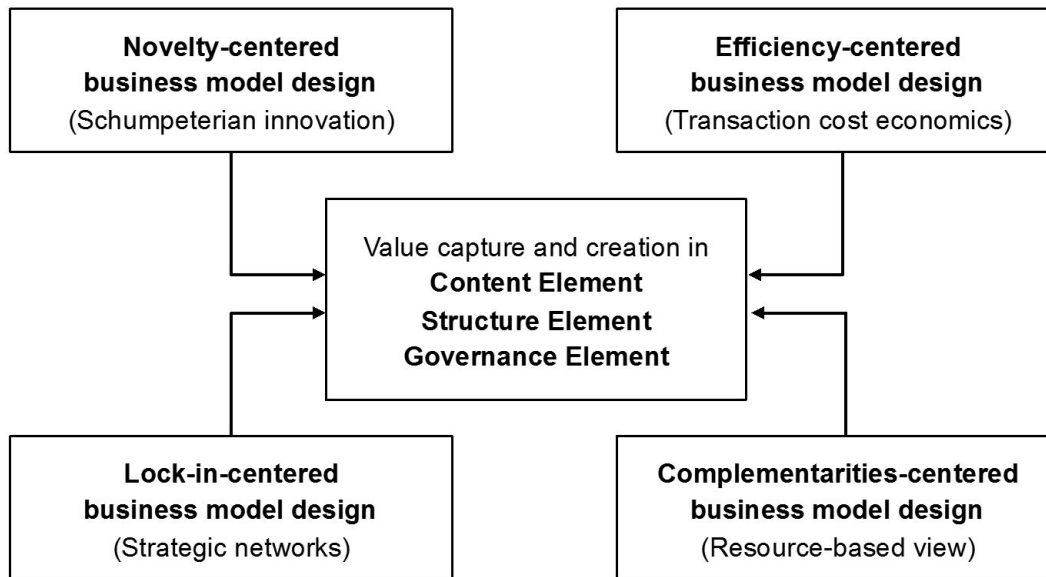 Novelty-centered
business model design
(Schumpeterian innovation)
Efficiency-centered
business model design
(Transaction cost economics)
Value capture and creation in
Content Element
Structure Element
Governance Element
Lock-in-centered
business model design
(Strategic networks)
Complementarities-centered
business model design
(Resource-based view)